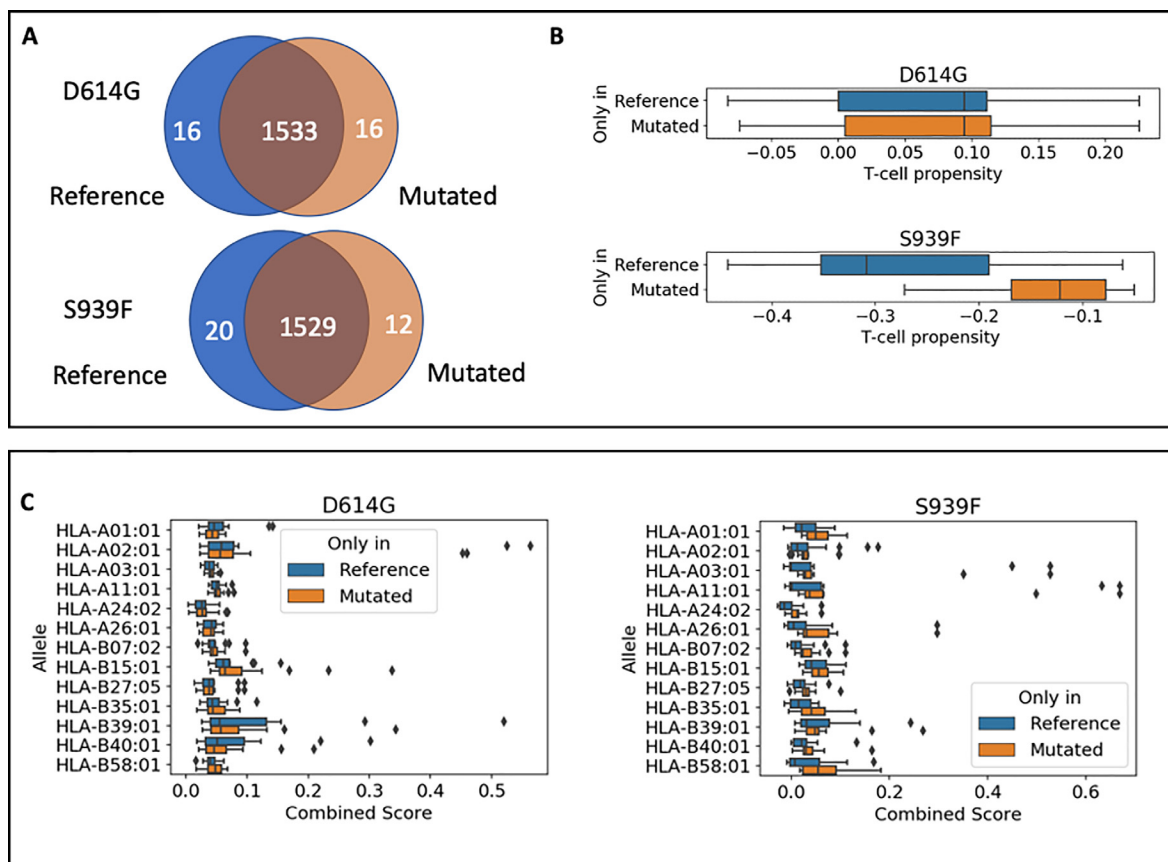 A
D614G
16
1533
16
Reference
Mutated
S939F
20
1529
12
Reference
Mutated
B
D614G
Only in
Reference
Mutated
−0.05 0.00 0.05 0.10 0.15 0.20
T-cell propensity
S939F
Only in
Reference
Mutated
−0.4 −0.3 −0.2 −0.1
T-cell propensity
C
D614G
Allele
HLA-A01:01
HLA-A02:01
HLA-A03:01
HLA-A11:01
HLA-A24:02
HLA-A26:01
HLA-B07:02
HLA-B15:01
HLA-B27:05
HLA-B35:01
HLA-B39:01
HLA-B40:01
HLA-B58:01
Only in
Reference
Mutated
0.0 0.1 0.2 0.3 0.4 0.5
Combined Score
S939F
Allele
HLA-A01:01
HLA-A02:01
HLA-A03:01
HLA-A11:01
HLA-A24:02
HLA-A26:01
HLA-B07:02
HLA-B15:01
HLA-B27:05
HLA-B35:01
HLA-B39:01
HLA-B40:01
HLA-B58:01
Only in
Reference
Mutated
0.0 0.2 0.4 0.6
Combined Score